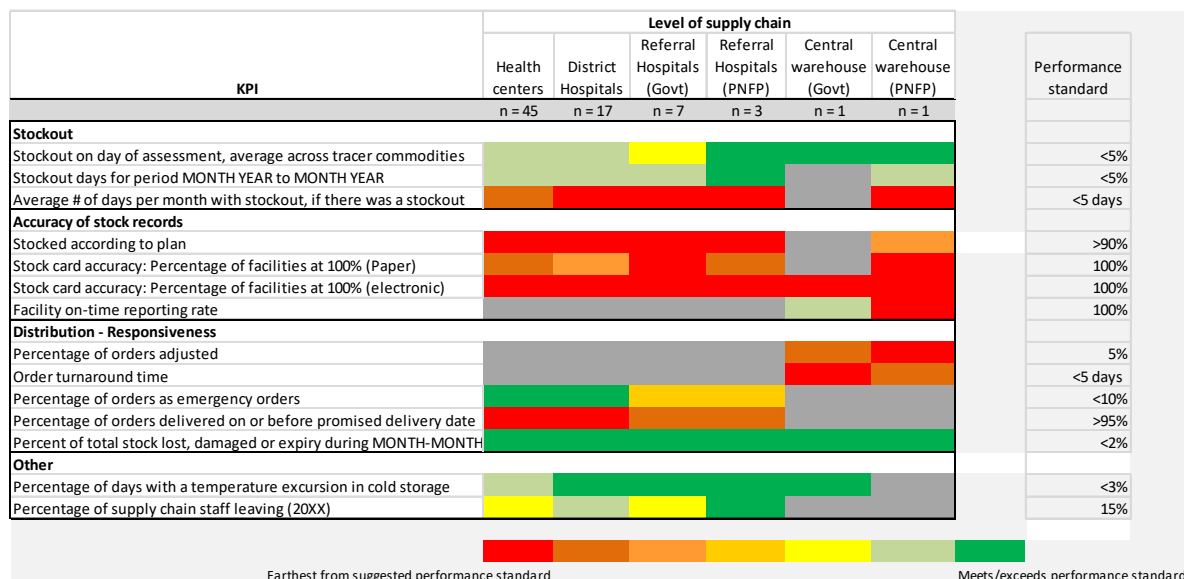 Level of supply chain
KPI
Health centers
District Hospitals
Referral Hospitals (Govt)
Referral Hospitals (PNFP)
Central warehouse (Govt)
Central warehouse (PNFP)
Performance standard
n = 45 n = 17 n = 7 n = 3 n = 1 n = 1
Stockout
Stockout on day of assessment, average across tracer commodities <5%
Stockout days for period MONTH YEAR to MONTH YEAR <5%
Average # of days per month with stockout, if there was a stockout <5 days
Accuracy of stock records
Stocked according to plan >90%
Stock card accuracy: Percentage of facilities at 100% (Paper) 100%
Stock card accuracy: Percentage of facilities at 100% (electronic) 100%
Facility on-time reporting rate 100%
Distribution - Responsiveness
Percentage of orders adjusted 5%
Order turnaround time <5 days
Percentage of orders as emergency orders <10%
Percentage of orders delivered on or before promised delivery date >95%
Percent of total stock lost, damaged or expiry during MONTH-MONTH <2%
Other
Percentage of days with a temperature excursion in cold storage <3%
Percentage of supply chain staff leaving (20XX) 15%
Farthest from suggested performance standard Meets/exceeds performance standard